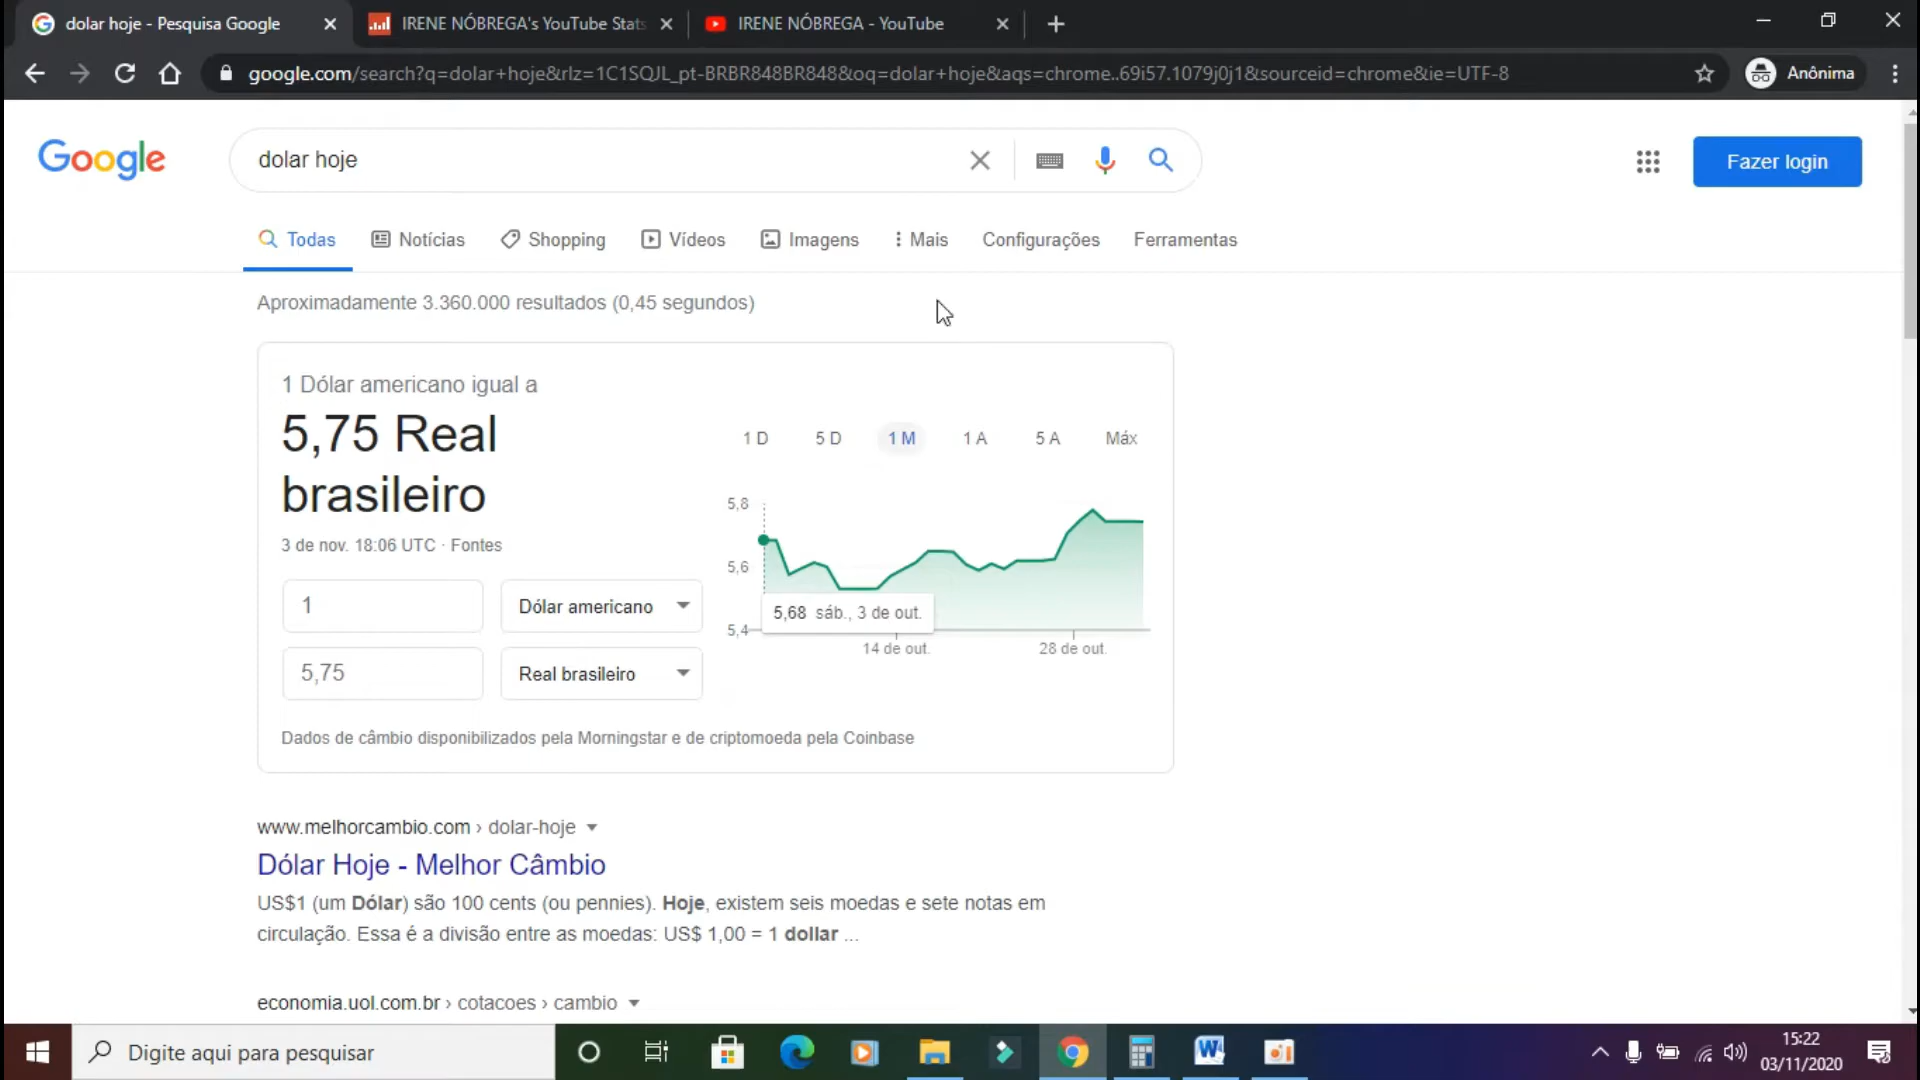 dolar hoje - Pesquisa Google
IRENE NÓBREGA's YouTube Stats
IRENE NÓBREGA - YouTube
google.com/search?q=dolar+hoje&rlz=1C1SQJL_pt-BRBR848BR848&oq=dolar+hoje&aqs=chrome..69i57.1079j0j1&sourceid=chrome&ie=UTF-8
Anônima
Google
dolar hoje
Fazer login
Todas
Notícias
Shopping
Vídeos
Imagens
Mais
Configurações
Ferramentas
Aproximadamente 3.360.000 resultados (0,45 segundos)
1 Dólar americano igual a
5,75 Real
brasileiro
3 de nov. 18:06 UTC · Fontes
1
Dólar americano
5,75
Real brasileiro
1 D
5 D
1 M
1 A
5 A
Máx
5,8
5,6
5,4
5,68 sáb., 3 de out.
14 de out.
28 de out.
Dados de câmbio disponibilizados pela Morningstar e de criptomoeda pela Coinbase
www.melhorcambio.com › dolar-hoje
Dólar Hoje - Melhor Câmbio
US$1 (um Dólar) são 100 cents (ou pennies). Hoje, existem seis moedas e sete notas em
circulação. Essa é a divisão entre as moedas: US$ 1,00 = 1 dollar ...
economia.uol.com.br › cotacoes › cambio
Digite aqui para pesquisar
15:22
03/11/2020